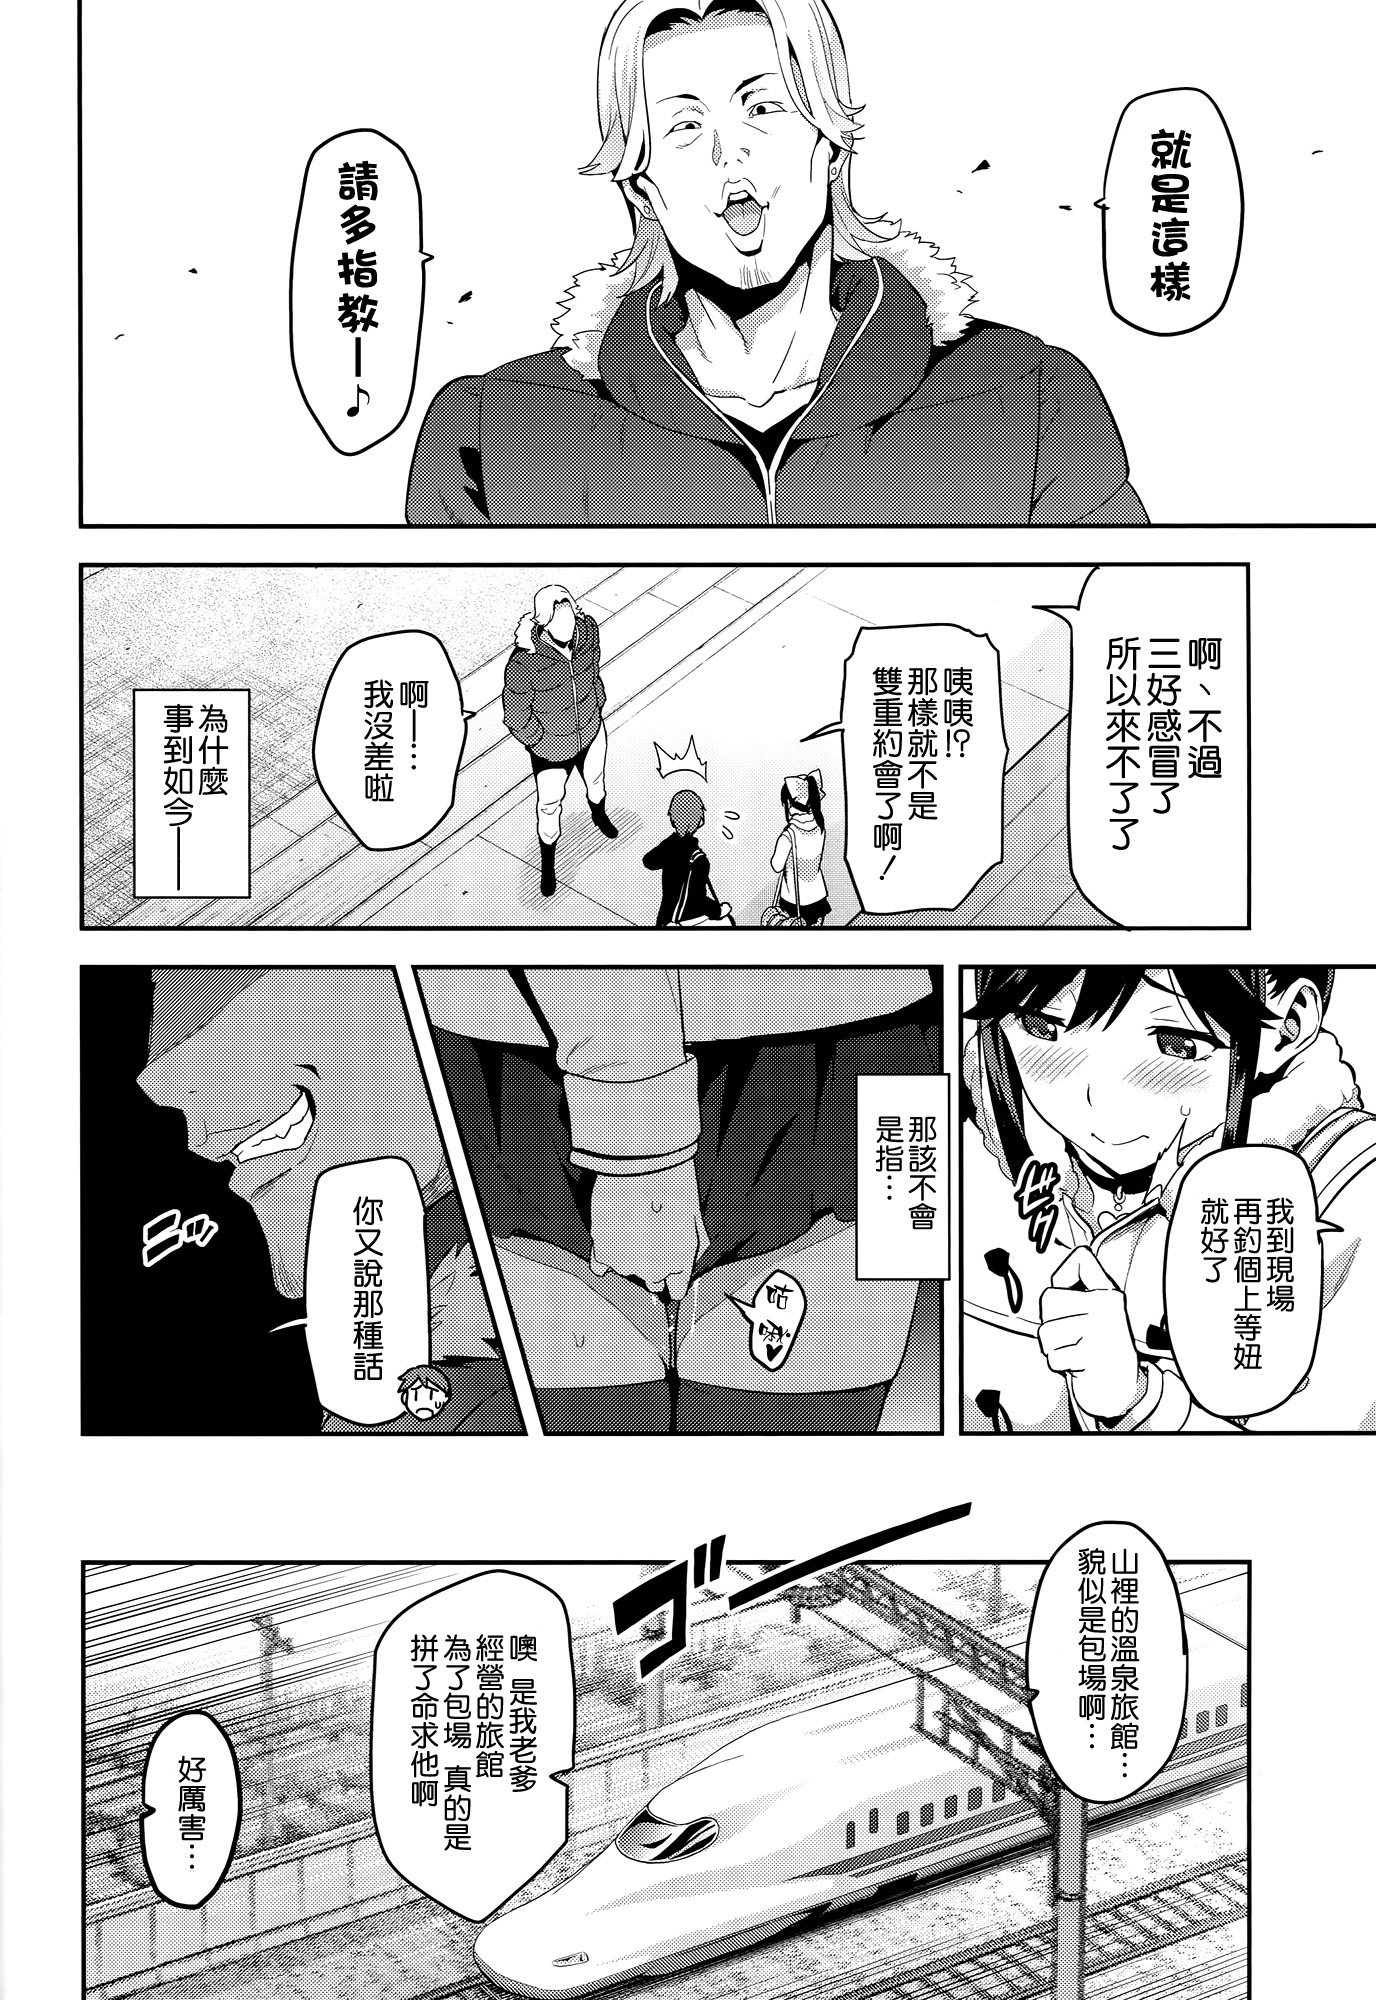 就是這樣
請多指教ー♪
啊、不過
三好感冒了
所以來不了了
咦咦!?
那樣就不是
雙重約會了啊！
啊ー…
我沒差啦
為什麼
事到如今——
我到現場
再釣個上等妞
就好了
那該不會
是指…
你又說那種話
ニッ
山裡的溫泉旅館…
貌似是包場啊…
噢 是我老爹
經營的旅館
為了包場 真的是
拼了命求他啊
好厲害…
ゴー